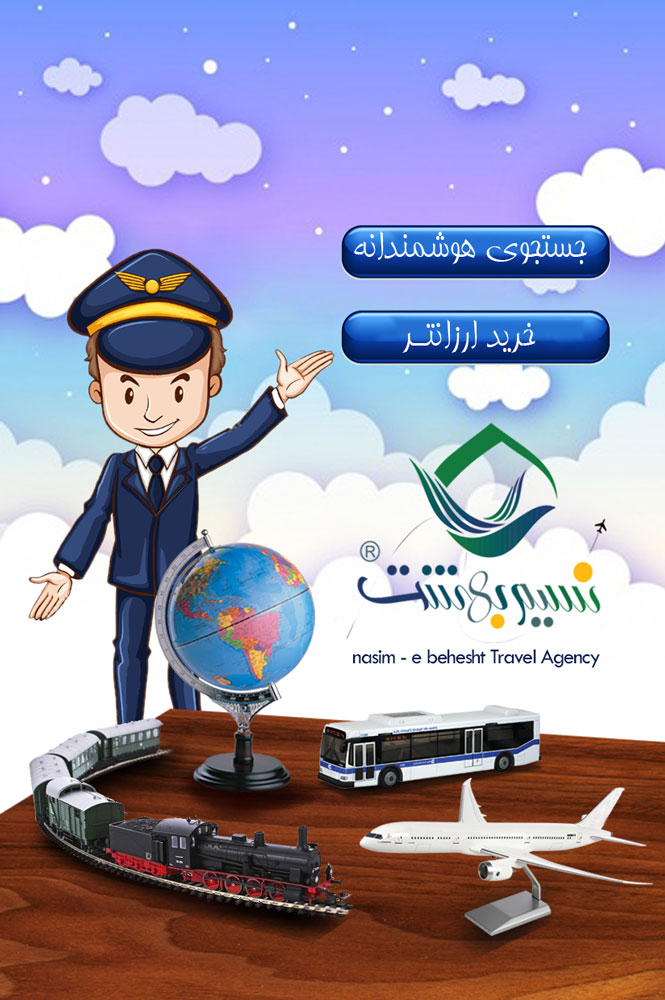 جستجوی هوشمندانه
خرید ارزانتر
®
نسیم بهشت
nasim - e behesht Travel Agency